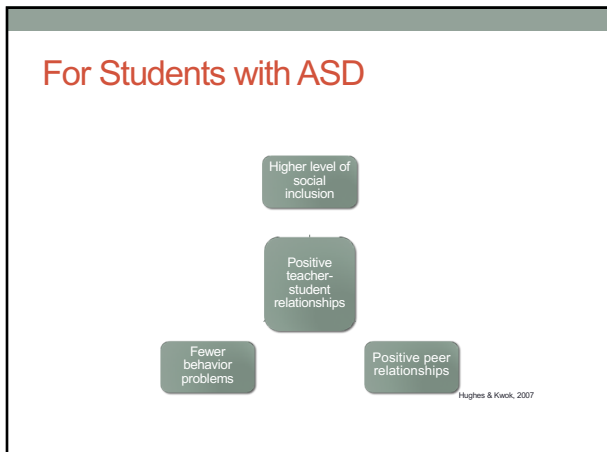 For Students with ASD
Higher level of
social
inclusion
Positive
teacher-
student
relationships
Fewer
behavior
problems
Positive peer
relationships
Hughes & Kwok, 2007